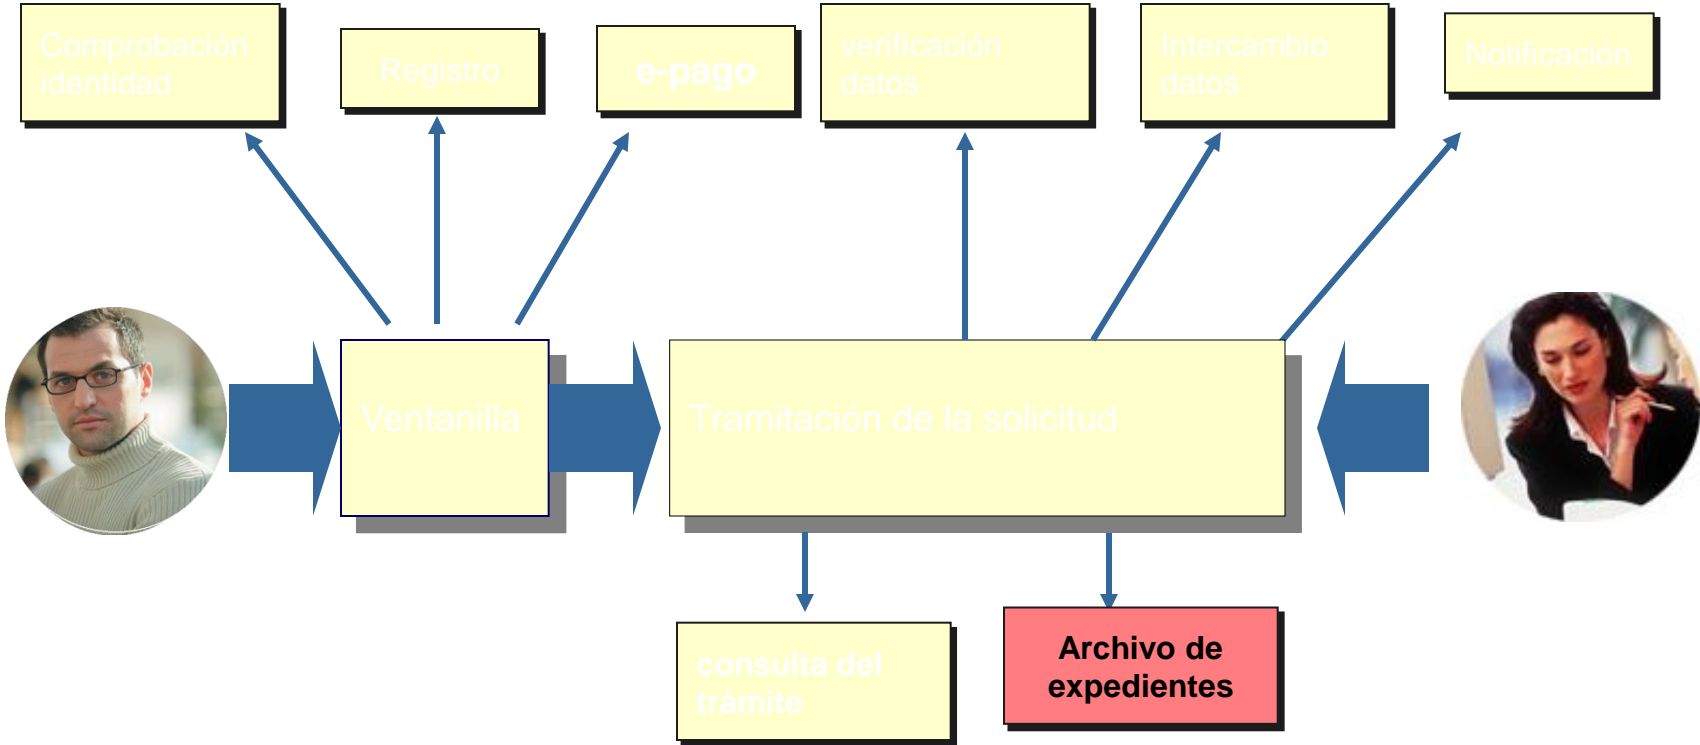 Comprobación
identidad
Registro
e-pago
verificación
datos
Intercambio
datos
Notificación
Ventanilla
Tramitación de la solicitud
consulta del
trámite
Archivo de
expedientes